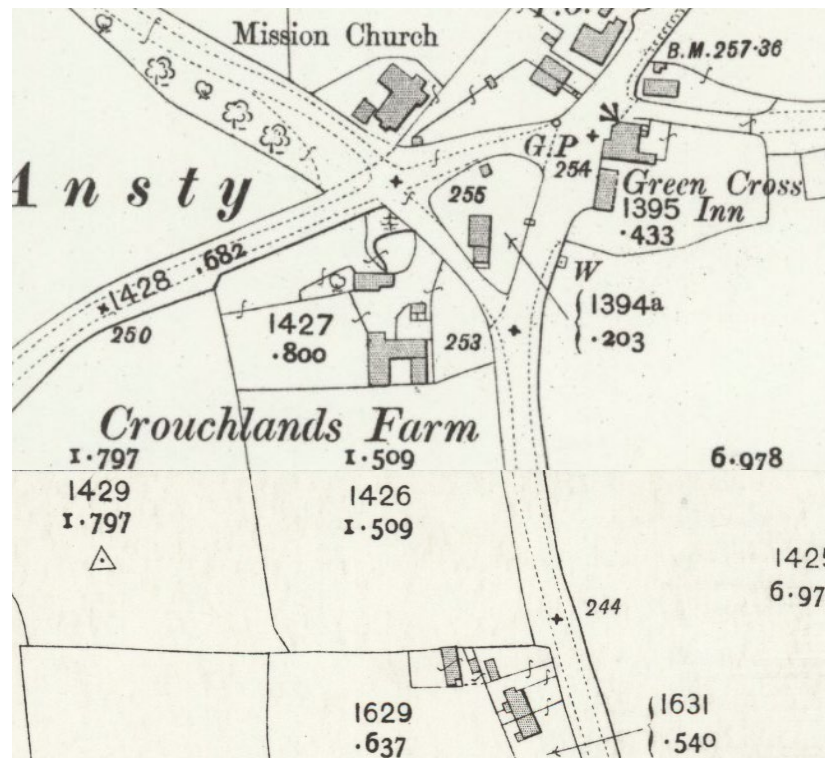 Mission Church
B.M. 257·36
Ansty
G.P
254
255
Green Cross
Inn
1395
·433
1428 ·682
250
W
1394a
·203
1427
·800
253
Crouchlands Farm
1·797
1·509
6·978
1429
1·797
1426
1·509
1425
6·97
244
1629
·637
1631
·540